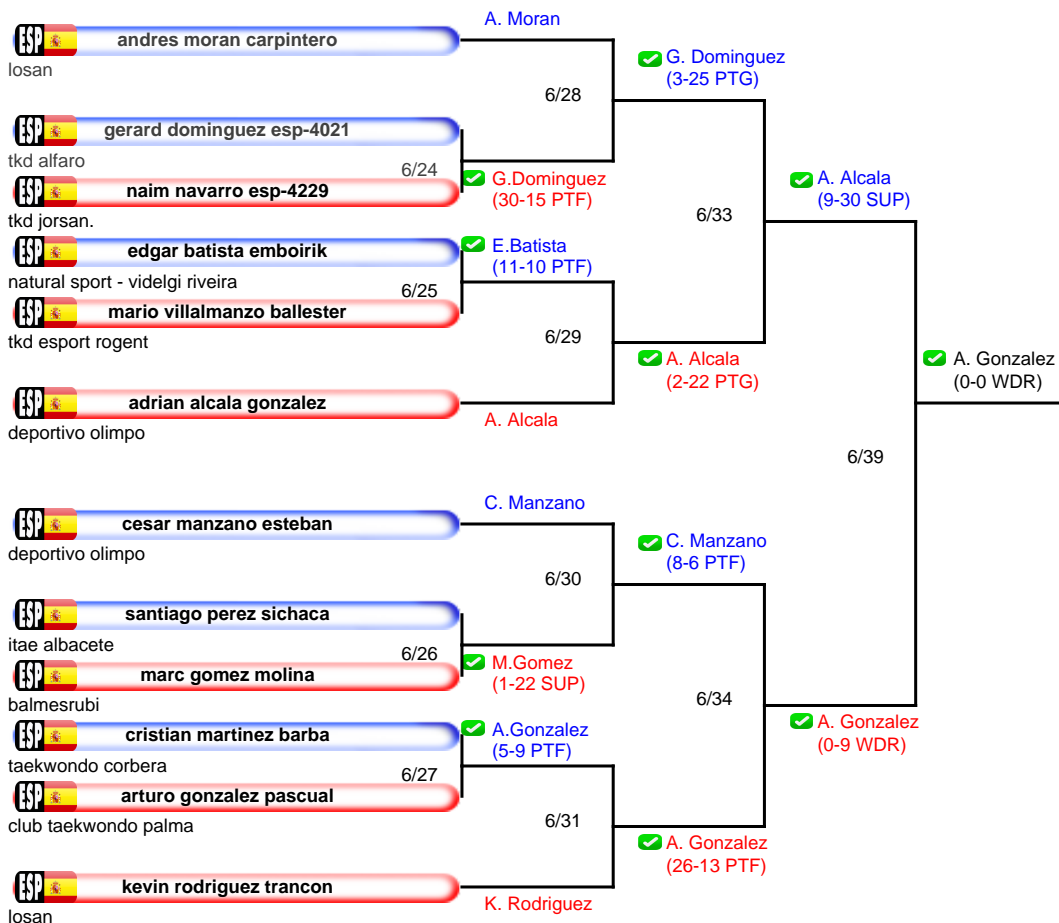 A. Moran
ESP andres moran carpintero
losan
G. Dominguez
(3-25 PTG)
6/28
ESP gerard dominguez esp-4021
tkd alfaro
6/24
G.Dominguez
(30-15 PTF)
ESP naim navarro esp-4229
tkd jorsan.
A. Alcala
(9-30 SUP)
6/33
ESP edgar batista emboirik
natural sport - videlgi riveira
E.Batista
(11-10 PTF)
6/25
ESP mario villalmanzo ballester
tkd esport rogent
6/29
A. Alcala
(2-22 PTG)
A. Gonzalez
(0-0 WDR)
ESP adrian alcala gonzalez
deportivo olimpo
A. Alcala
6/39
C. Manzano
ESP cesar manzano esteban
deportivo olimpo
C. Manzano
(8-6 PTF)
6/30
ESP santiago perez sichaca
itae albacete
6/26
M.Gomez
(1-22 SUP)
ESP marc gomez molina
balmesrubi
6/34
A. Gonzalez
(0-9 WDR)
ESP cristian martinez barba
taekwondo corbera
A.Gonzalez
(5-9 PTF)
6/27
ESP arturo gonzalez pascual
club taekwondo palma
6/31
A. Gonzalez
(26-13 PTF)
ESP kevin rodriguez trancon
losan
K. Rodriguez